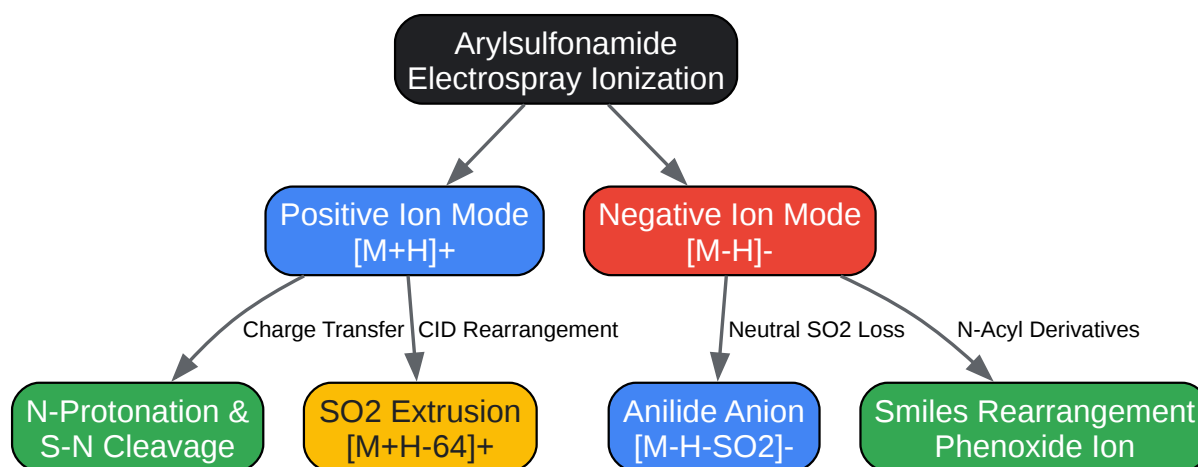 Arylsulfonamide
Electrospray Ionization
Positive Ion Mode
[M+H]+
Negative Ion Mode
[M-H]-
Charge Transfer
CID Rearrangement
Neutral SO2 Loss
N-Acyl Derivatives
N-Protonation &
S-N Cleavage
SO2 Extrusion
[M+H-64]+
Anilide Anion
[M-H-SO2]-
Smiles Rearrangement
Phenoxide Ion